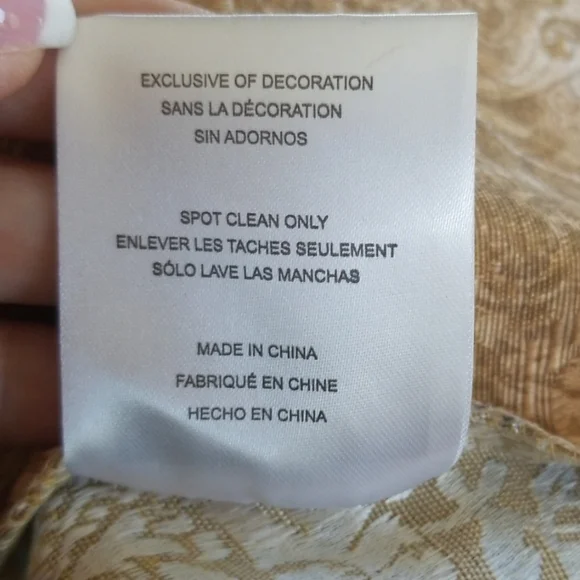 EXCLUSIVE OF DECORATION
SANS LA DÉCORATION
SIN ADORNOS
SPOT CLEAN ONLY
ENLEVER LES TACHES SEULEMENT
SÓLO LAVE LAS MANCHAS
MADE IN CHINA
FABRIQUÉ EN CHINE
HECHO EN CHINA